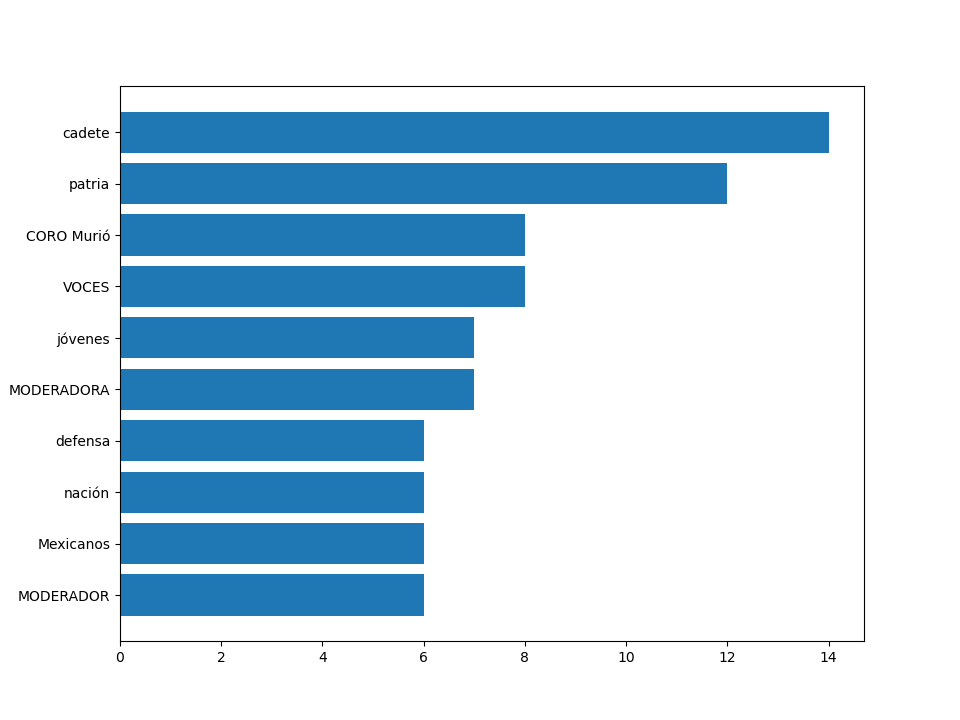 cadete
patria
CORO Murió
VOCES
jóvenes
MODERADORA
defensa
nación
Mexicanos
MODERADOR
0 2 4 6 8 10 12 14